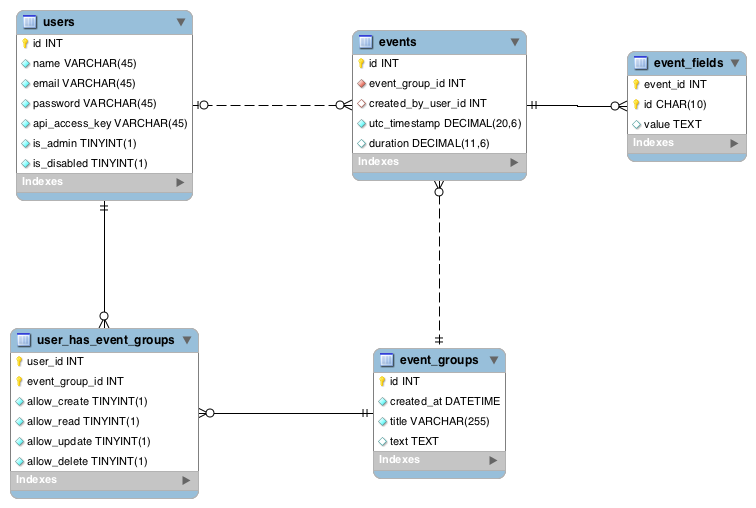 users
id INT
name VARCHAR(45)
email VARCHAR(45)
password VARCHAR(45)
api_access_key VARCHAR(45)
is_admin TINYINT(1)
is_disabled TINYINT(1)
Indexes
events
id INT
event_group_id INT
created_by_user_id INT
utc_timestamp DECIMAL(20,6)
duration DECIMAL(11,6)
Indexes
event_fields
event_id INT
id CHAR(10)
value TEXT
Indexes
user_has_event_groups
user_id INT
event_group_id INT
allow_create TINYINT(1)
allow_read TINYINT(1)
allow_update TINYINT(1)
allow_delete TINYINT(1)
Indexes
event_groups
id INT
created_at DATETIME
title VARCHAR(255)
text TEXT
Indexes